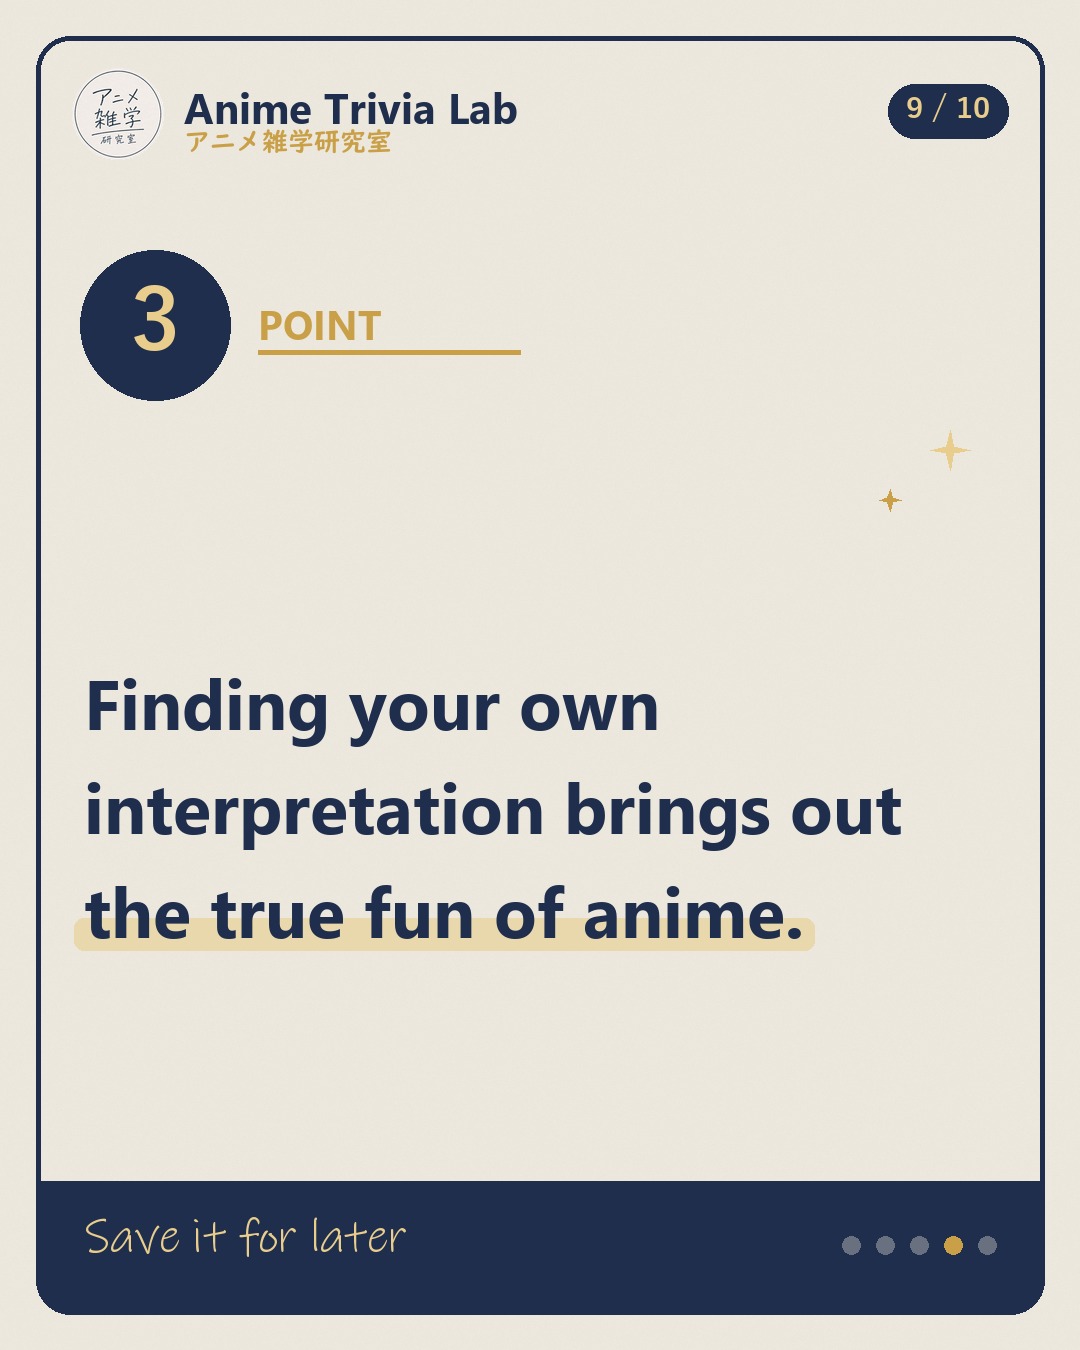 アニメ
雑学
研究室
Anime Trivia Lab
アニメ雑学研究室
9 / 10
3
POINT
Finding your own
interpretation brings out
the true fun of anime.
Save it for later